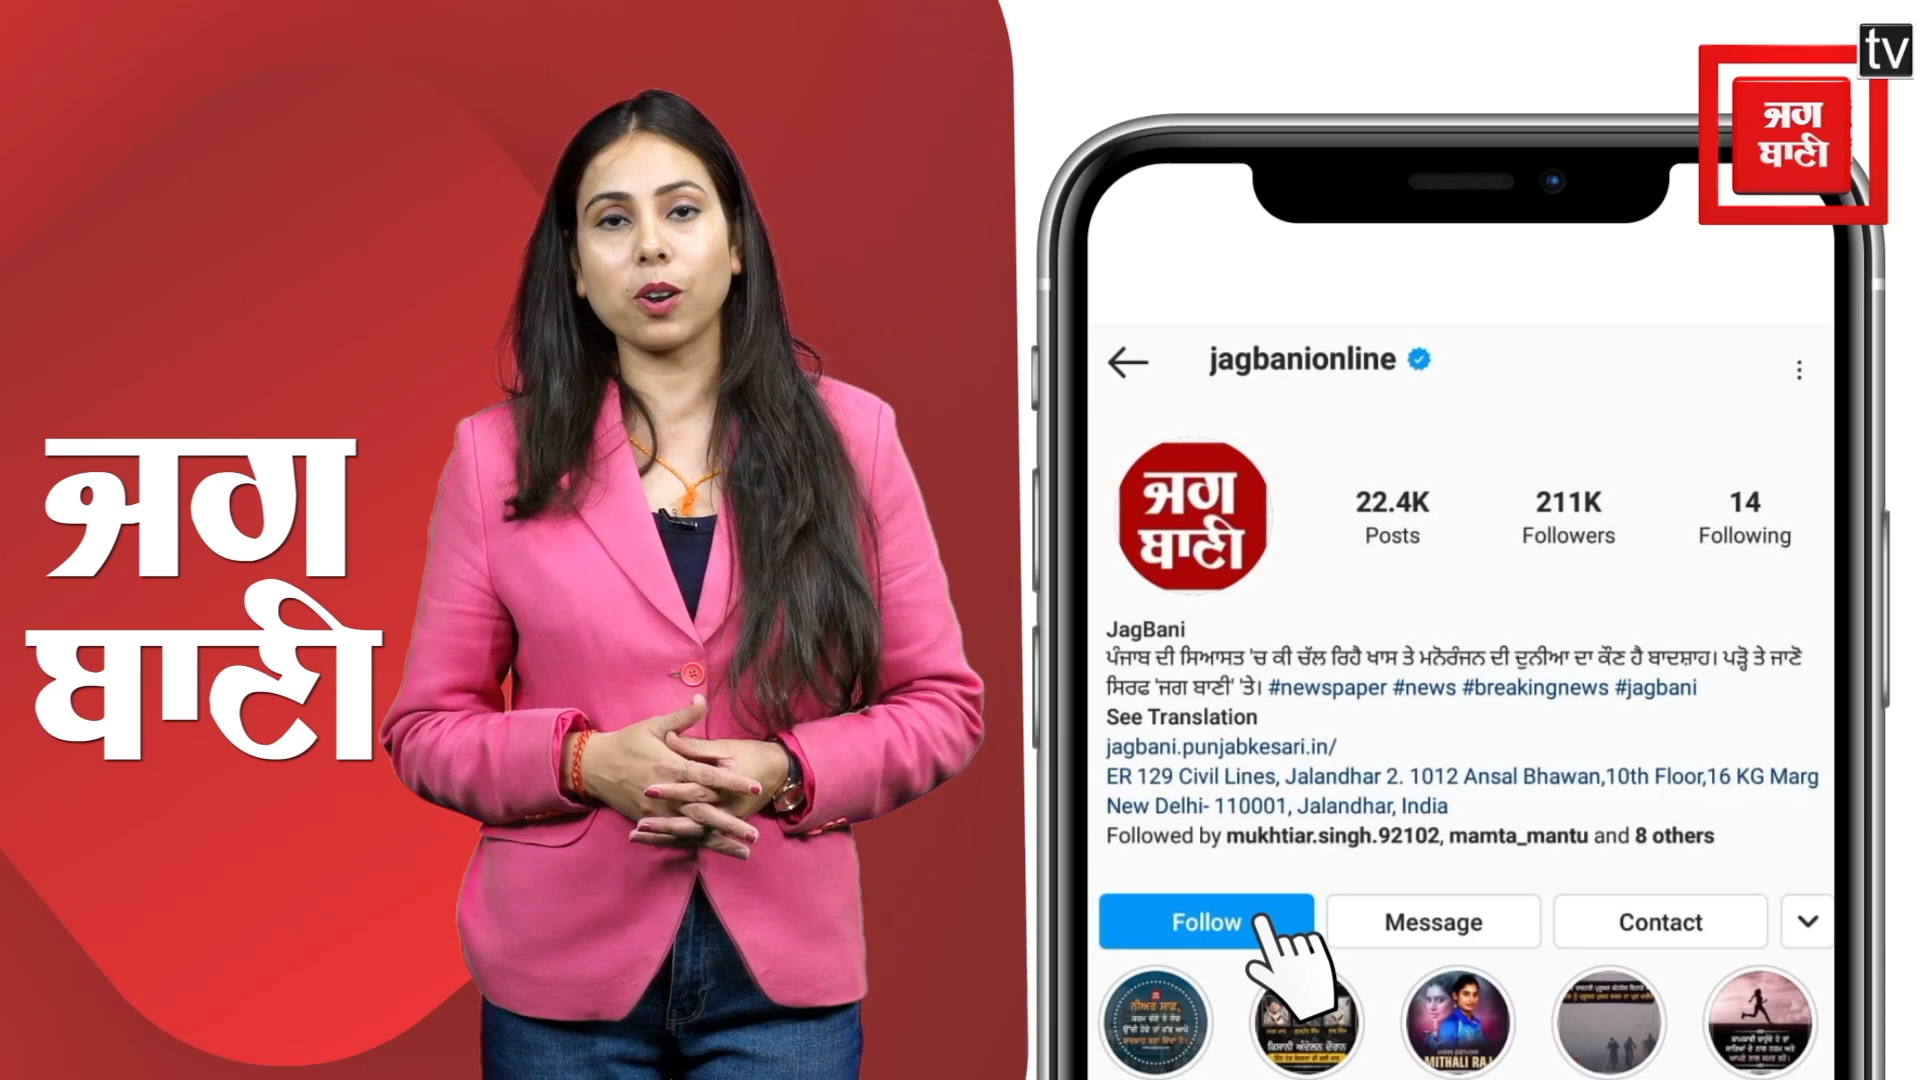 ਜਗ
ਬਾਣੀ
tv
ਜਗ
ਬਾਣੀ
jagbanionline
ਜਗ
ਬਾਣੀ
22.4K
Posts
211K
Followers
14
Following
JagBani
ਪੰਜਾਬ ਦੀ ਸਿਆਸਤ 'ਚ ਕੀ ਚੱਲ ਰਿਹੈ ਖਾਸ ਤੇ ਮਨੋਰੰਜਨ ਦੀ ਦੁਨੀਆ ਦਾ ਕੌਣ ਹੈ ਬਾਦਸ਼ਾਹ। ਪੜ੍ਹੋ ਤੇ ਜਾਣੋ
ਸਿਰਫ 'ਜਗ ਬਾਣੀ' 'ਤੇ। #newspaper #news #breakingnews #jagbani
See Translation
jagbani.punjabkesari.in/
ER 129 Civil Lines, Jalandhar 2. 1012 Ansal Bhawan,10th Floor,16 KG Marg
New Delhi- 110001, Jalandhar, India
Followed by mukhtiar.singh.92102, mamta_mantu and 8 others
Follow
Message
Contact
ਨੀਅਤ ਸਾਫ਼,
ਕਿਸਾਨੀ ਅੰਦੋਲਨ ਦੌਰਾਨ
MITHALI RAJ